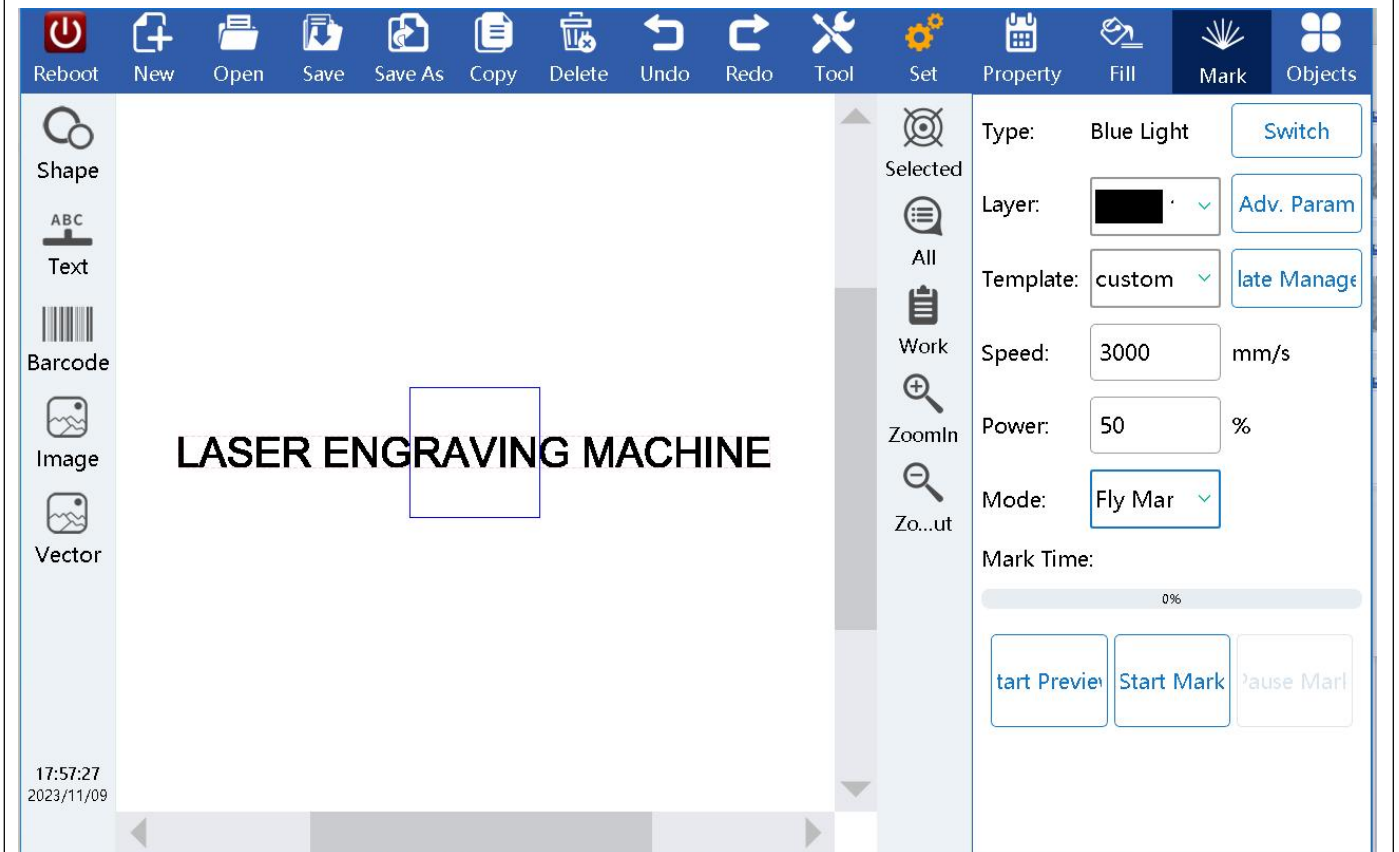 Reboot New Open Save Save As Copy Delete Undo Redo Tool Set Property Fill Mark Objects
Shape
ABC
Text
Barcode
Image
Vector
17:57:27
2023/11/09
LASER ENGRAVING MACHINE
Selected
All
Work
ZoomIn
Zo...ut
Type: Blue Light Switch
Layer: Adv. Param
Template: custom late Manage
Speed: 3000 mm/s
Power: 50 %
Mode: Fly Mar
Mark Time:
0%
tart Previe Start Mark ause Mark